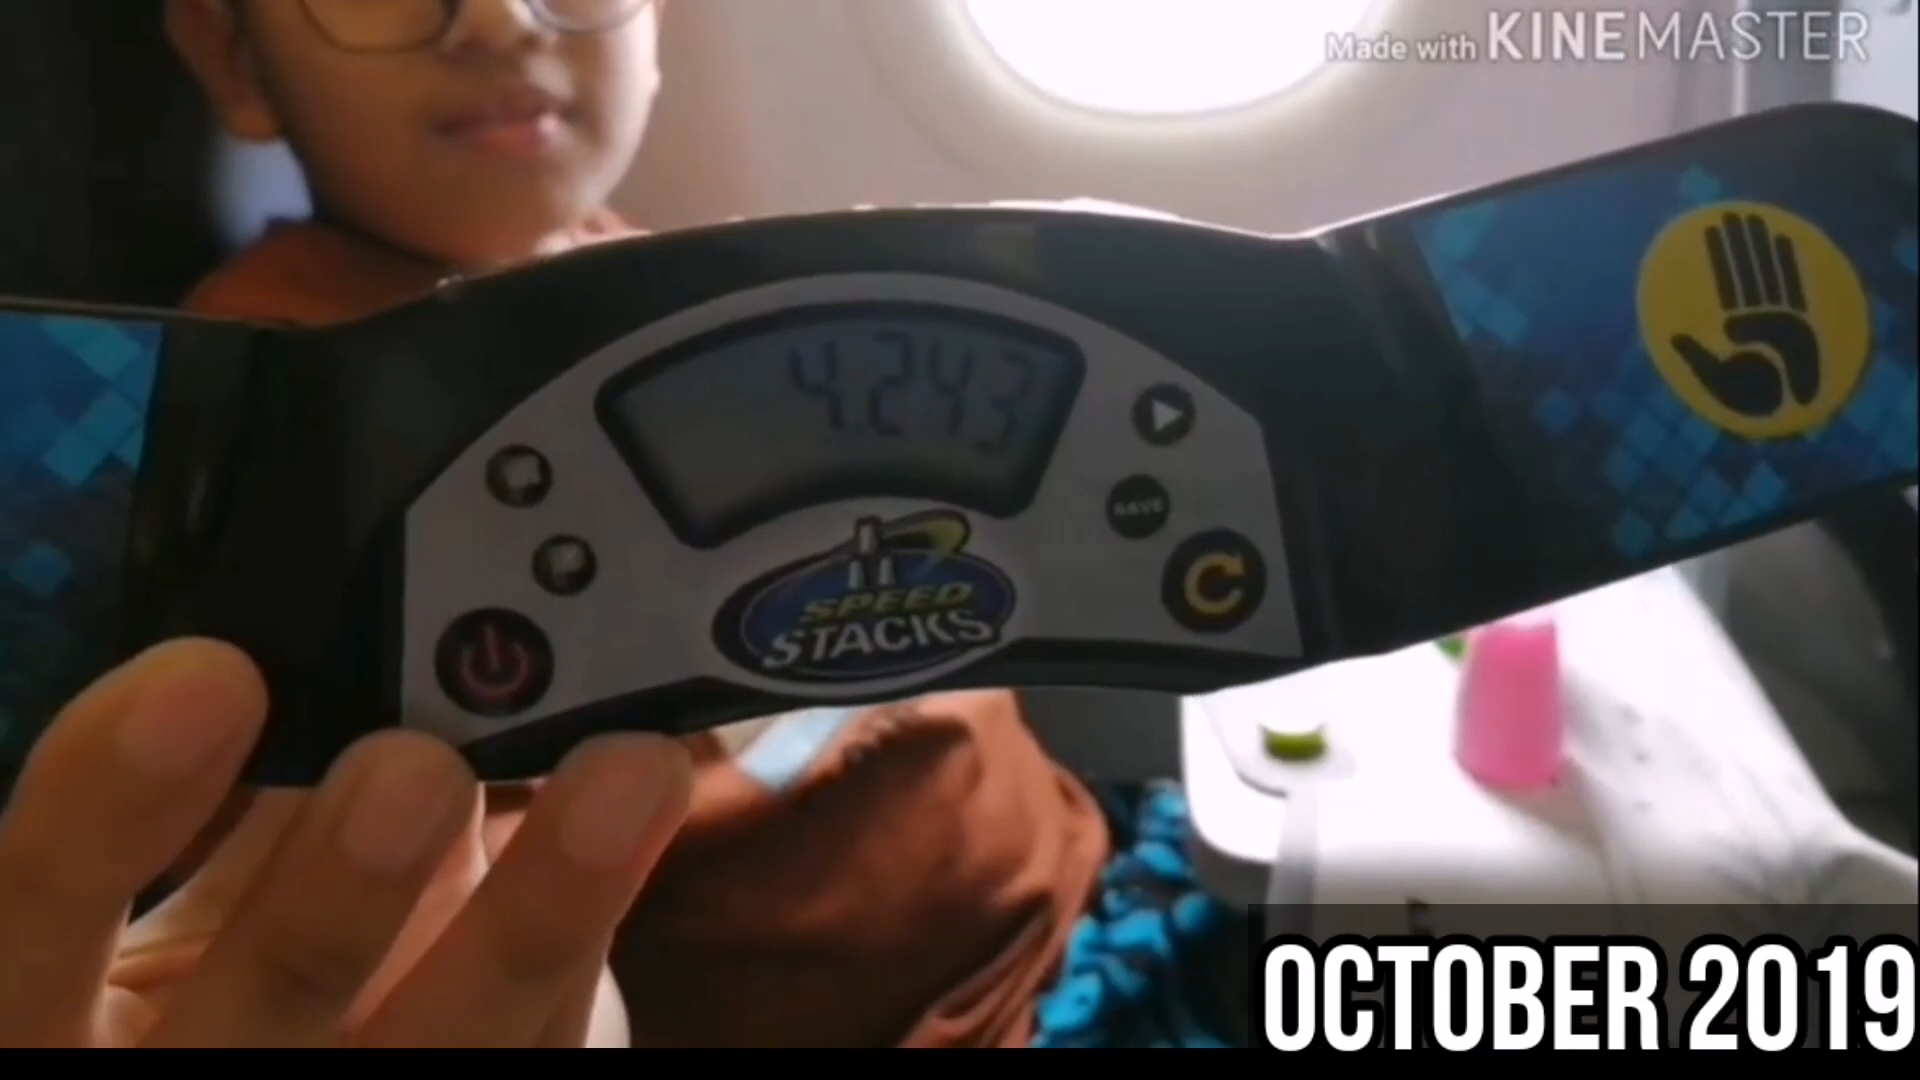 Made with KINEMASTER
4.243
SAVE
SPEED
STACKS
OCTOBER 2019